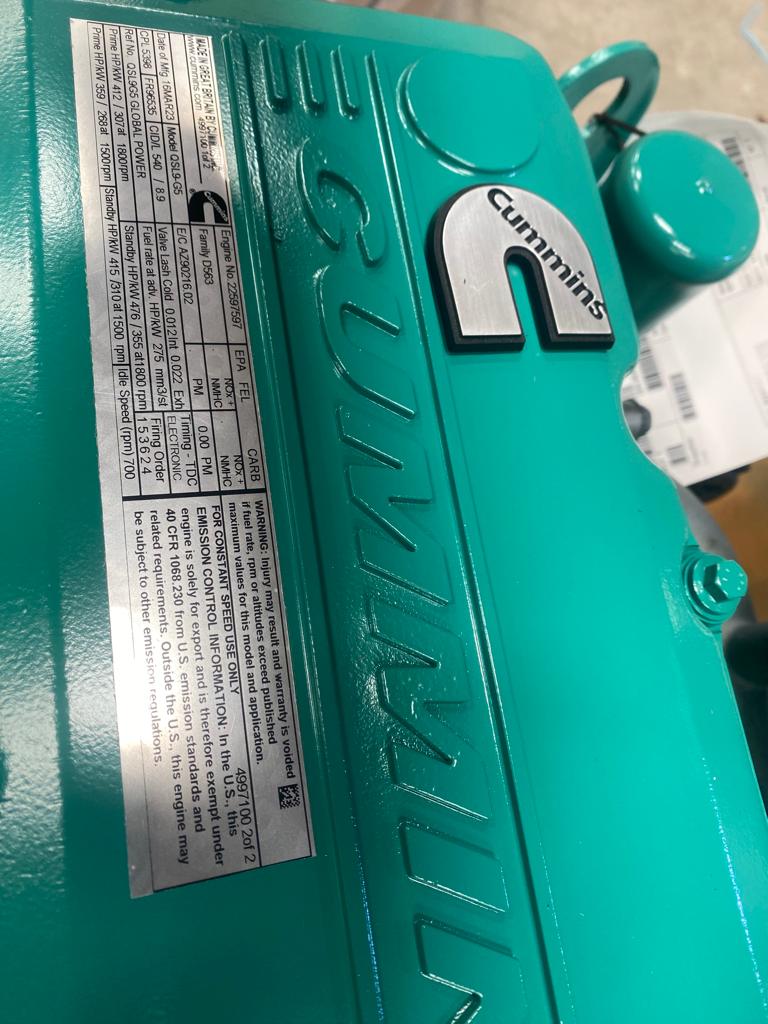 CUMMIN
Cummins
MADE IN GREAT BRITAIN BY
www.cummins.com 4997100 1of 2
Cummins
Engine No. 22597597
EPA FEL
CARB
Date of Mfg 16MAR23 Model QSL9-G5
Family D563
NOx + NMHC
PM
NOx + NMHC
0.00 PM
CPL 5396 FR96535 CID/L 540 / 8.9
E/C AZ90216.02
Timing - TDC
ELECTRONIC
Valve Lash Cold 0.012 Int 0.022 Exh
Firing Order
1 5 3 6 2 4
Ref No. QSL9G5 GLOBAL POWER
Fuel rate at adv. HP/kW 275 mm3/st
Prime HP/kW 412 / 307at 1800rpm
Standby HP/kW 476 / 355 at1800 rpm
Prime HP/kW 359 / 268at 1500rpm
Standby HP/kW 415 /310 at 1500 rpm
Idle Speed (rpm) 700
WARNING: Injury may result and warranty is voided
if fuel rate, rpm or altitudes exceed published
maximum values for this model and application.
FOR CONSTANT SPEED USE ONLY 4997100 2of 2
EMISSION CONTROL INFORMATION: In the U.S., this
engine is solely for export and is therefore exempt under
40 CFR 1068.230 from U.S. emission standards and
related requirements. Outside the U.S., this engine may
be subject to other emission regulations.